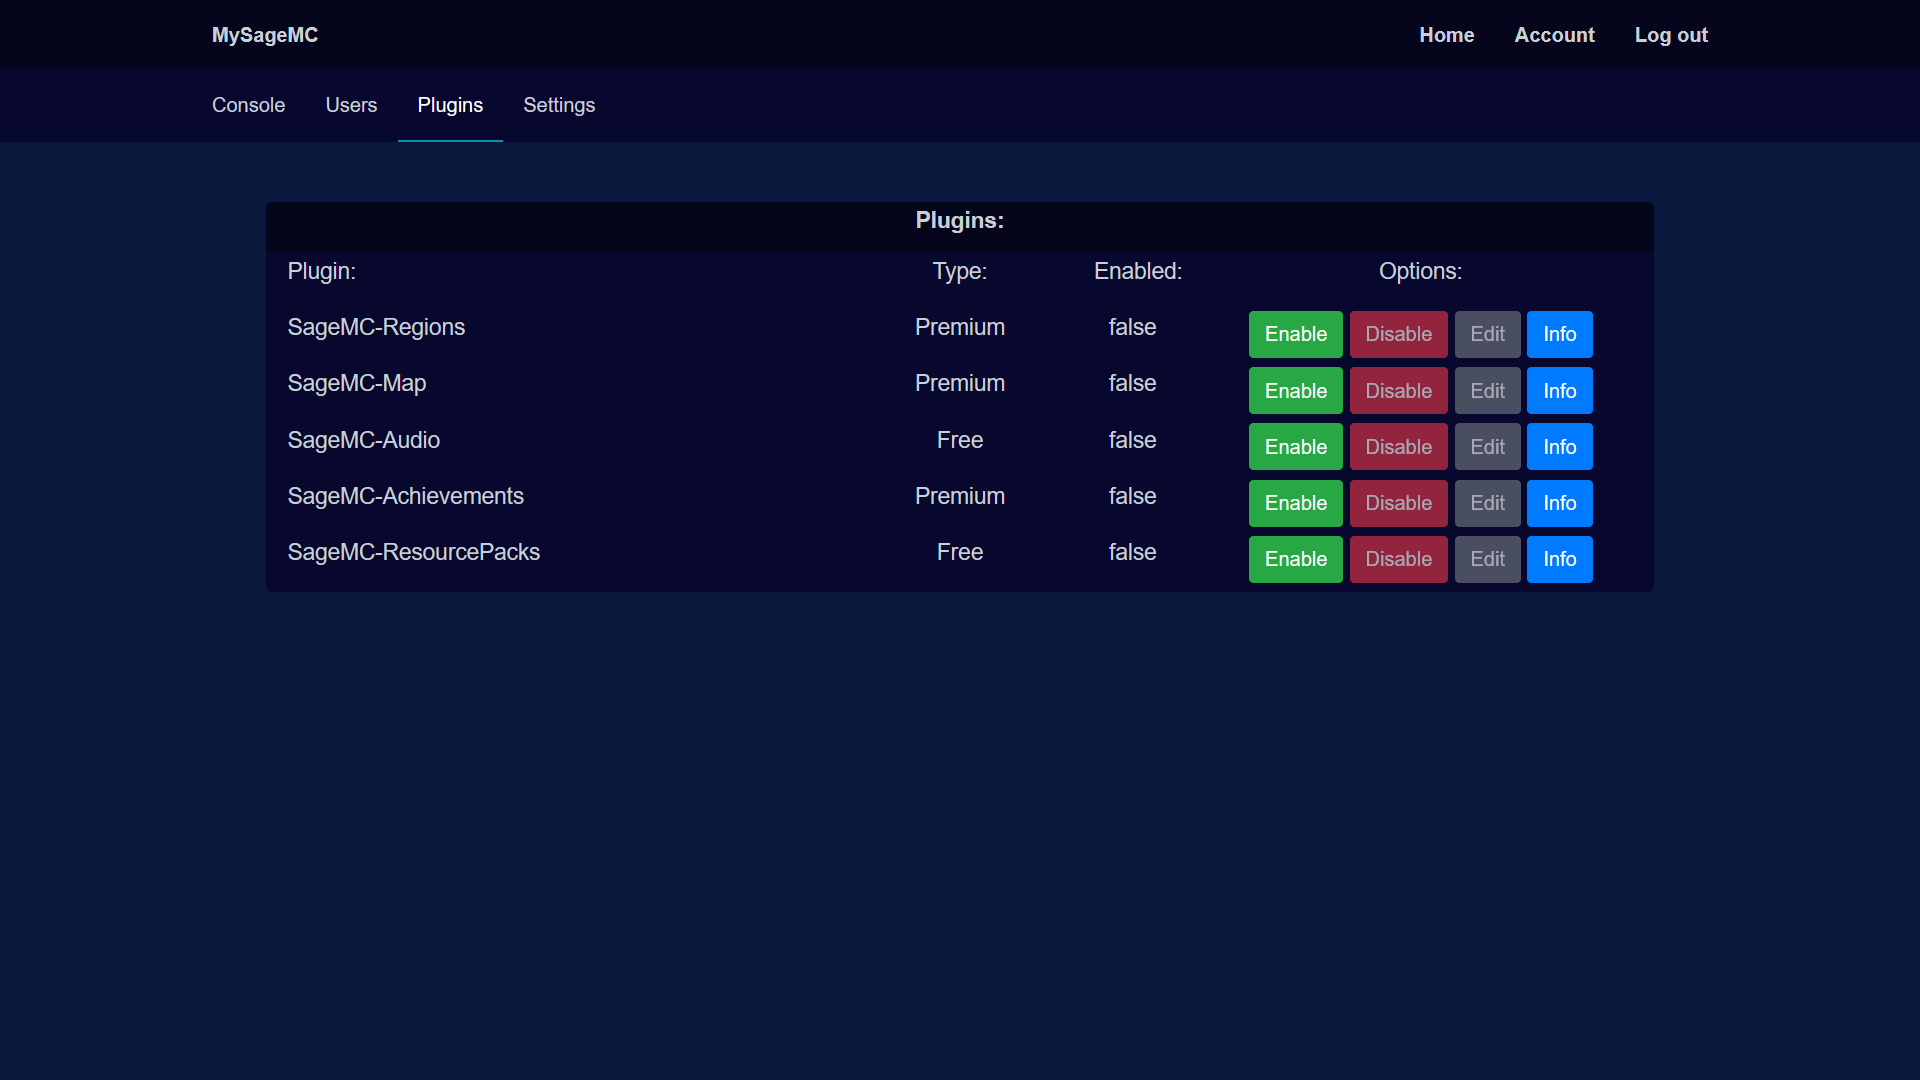 MySageMC Home Account Log out
Console Users Plugins Settings
Plugins:
Plugin: Type: Enabled: Options:
SageMC-Regions Premium false Enable Disable Edit Info
SageMC-Map Premium false Enable Disable Edit Info
SageMC-Audio Free false Enable Disable Edit Info
SageMC-Achievements Premium false Enable Disable Edit Info
SageMC-ResourcePacks Free false Enable Disable Edit Info